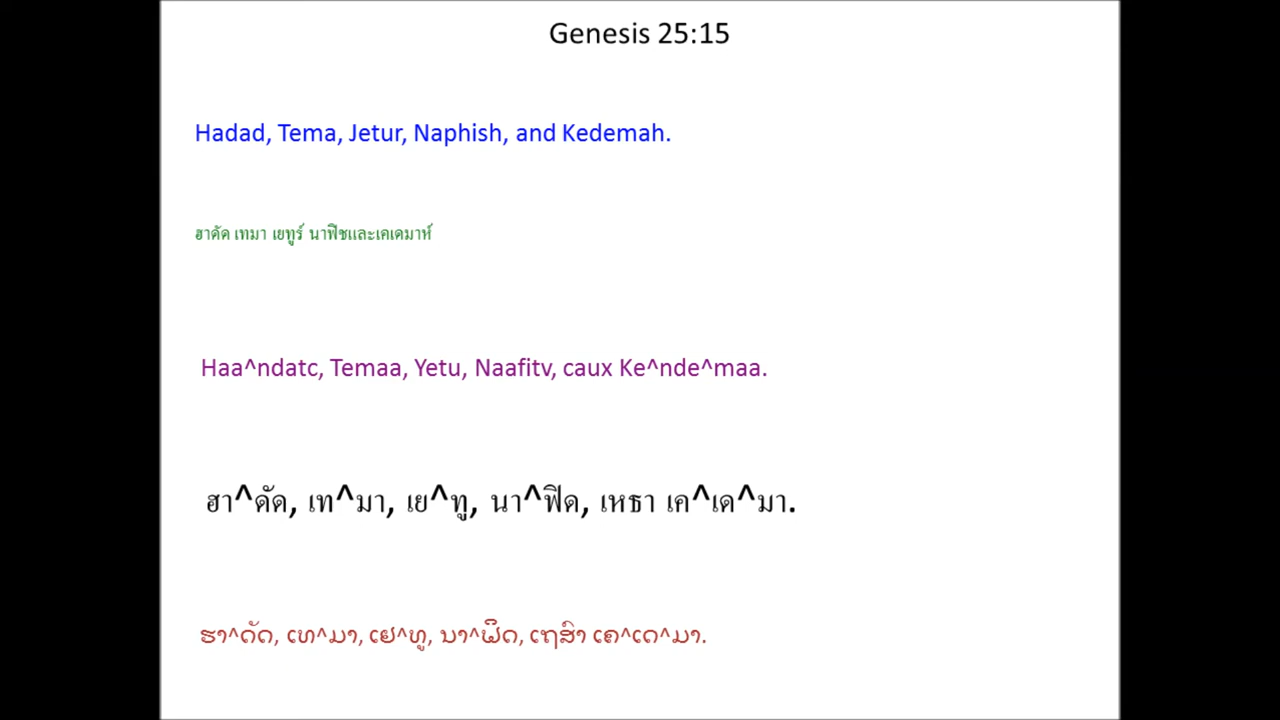 Genesis 25:15
Hadad, Tema, Jetur, Naphish, and Kedemah.
ฮาดัด เทมา เยทูร์ นาฟิชและเคเดมาห์
Haa^ndatc, Temaa, Yetu, Naafitv, caux Ke^nde^maa.
ฮา^ดัด, เท^มา, เย^ทู, นา^ฟิด, เหธา เค^เด^มา.
ຮາ^ດັດ, ເທ^ມາ, ເຢ^ທູ, ນາ^ຟິດ, ເຖສົາ ເຄ^ເດ^ມາ.